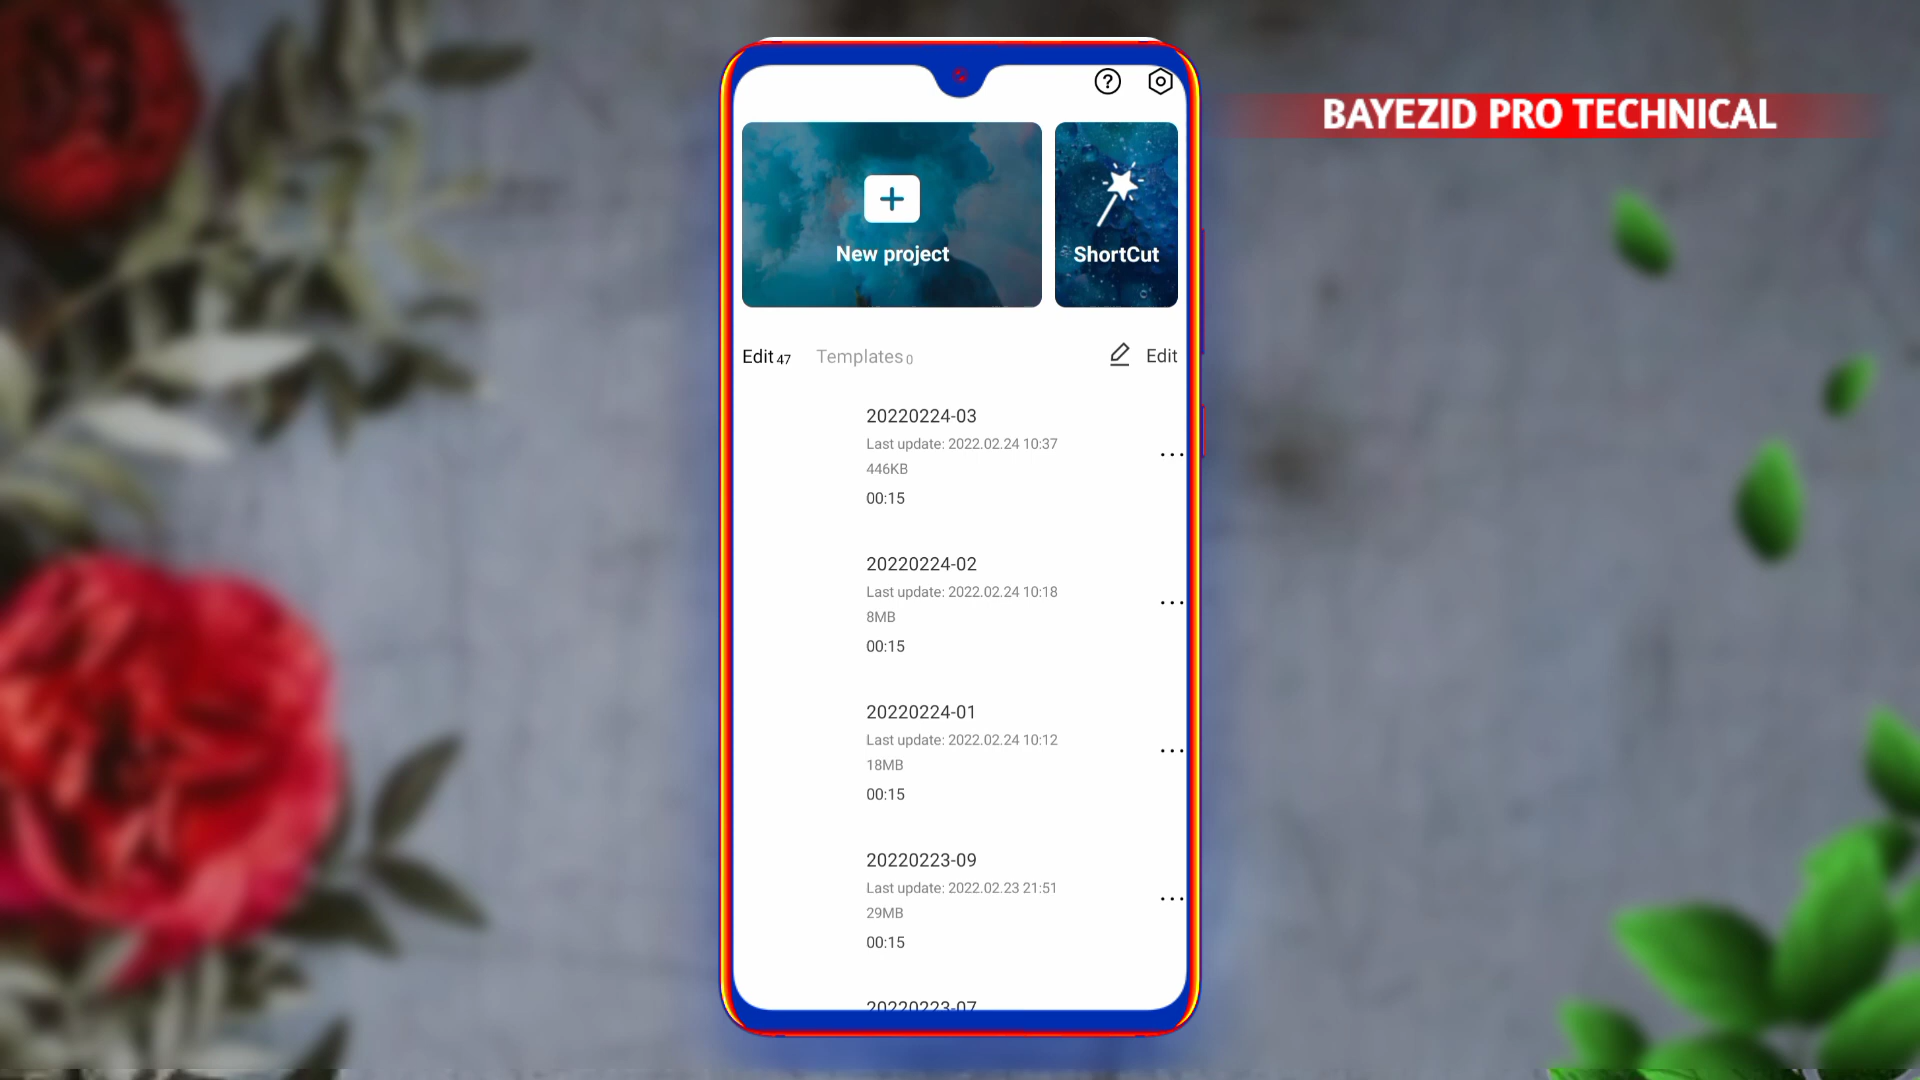 BAYEZID PRO TECHNICAL
New project
ShortCut
Edit 47
Templates 0
Edit
20220224-03
Last update: 2022.02.24 10:37
446KB
00:15
20220224-02
Last update: 2022.02.24 10:18
8MB
00:15
20220224-01
Last update: 2022.02.24 10:12
18MB
00:15
20220223-09
Last update: 2022.02.23 21:51
29MB
00:15
20220223-07